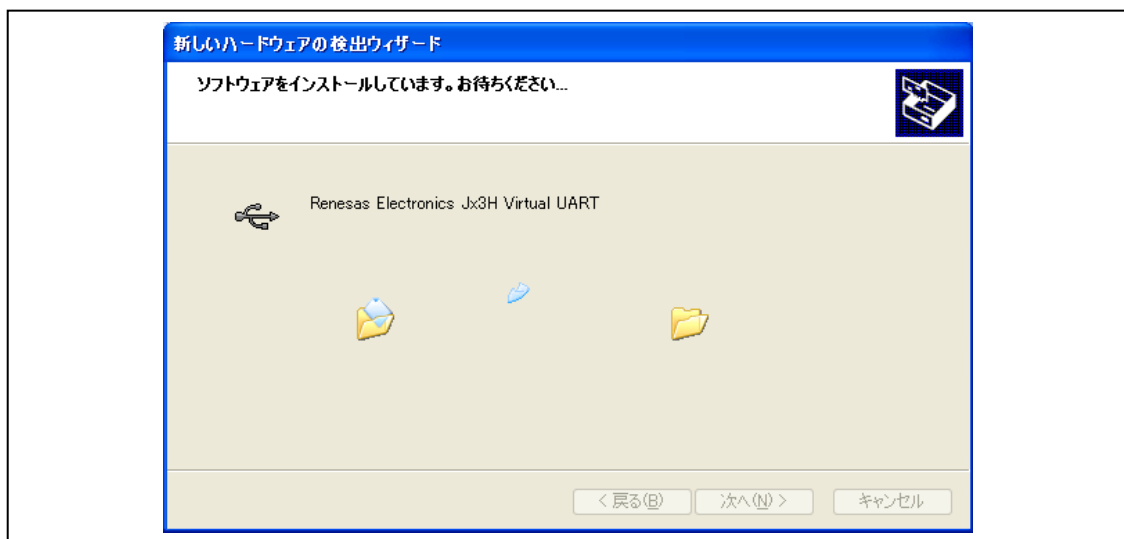 新しいハードウェアの検出ウィザード
ソフトウェアをインストールしています。お待ちください...
Renesas Electronics Jx3H Virtual UART
< 戻る(B) 次へ(N) > キャンセル